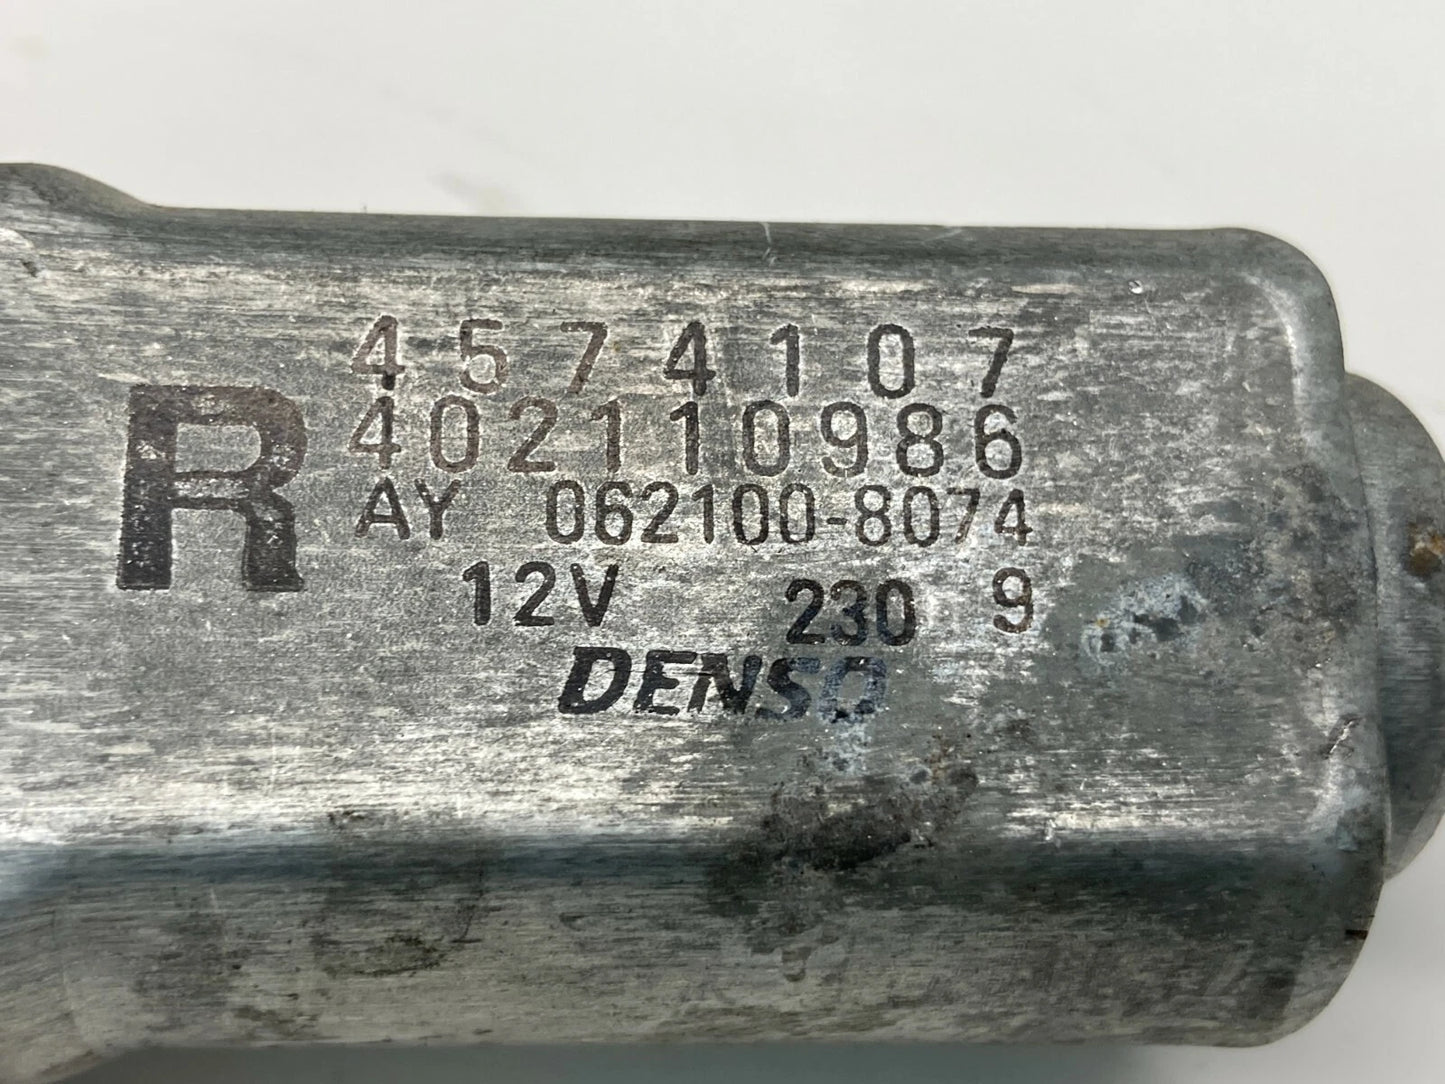 R
4574107
402110986
AY 062100-8074
12V 230 9
DENSO